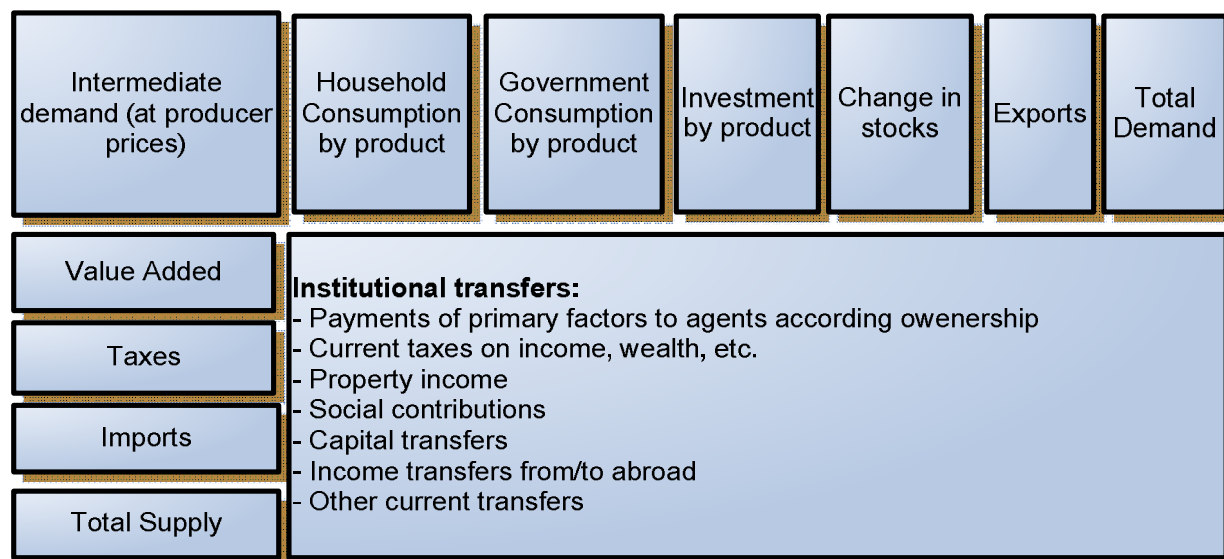 Intermediate
demand (at producer
prices)
Household
Consumption
by product
Government
Consumption
by product
Investment
by product
Change in
stocks
Exports
Total
Demand
Value Added
Taxes
Imports
Total Supply
Institutional transfers:
- Payments of primary factors to agents according owenership
- Current taxes on income, wealth, etc.
- Property income
- Social contributions
- Capital transfers
- Income transfers from/to abroad
- Other current transfers